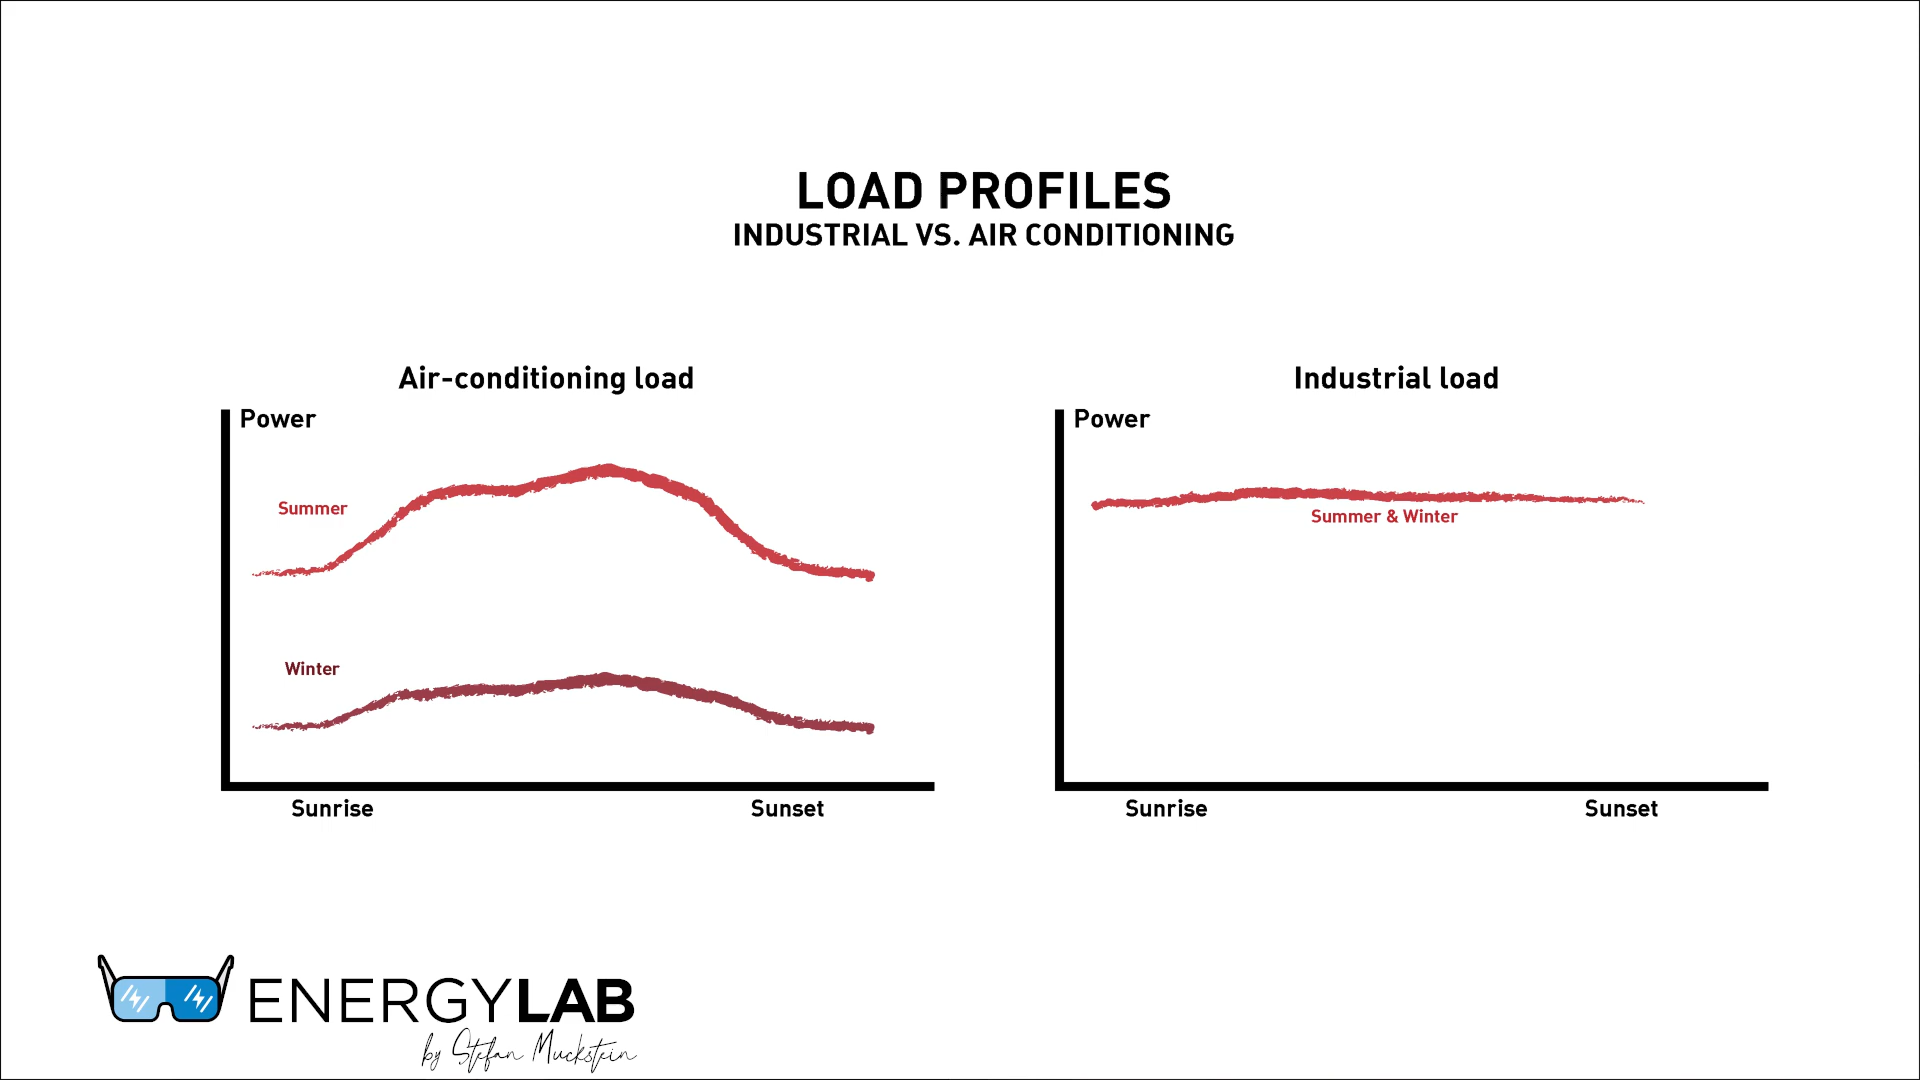 LOAD PROFILES
INDUSTRIAL VS. AIR CONDITIONING
Air-conditioning load
Power
Summer
Winter
Sunrise
Sunset
Industrial load
Power
Summer & Winter
Sunrise
Sunset
ENERGYLAB
by Stefan Muckstein